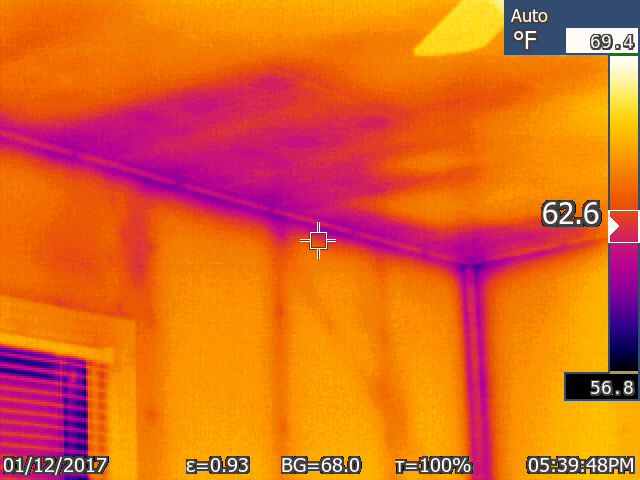 Auto
°F 69.4
62.6
56.8
01/12/2017 ε=0.93 BG=68.0 τ=100% 05:39:48PM